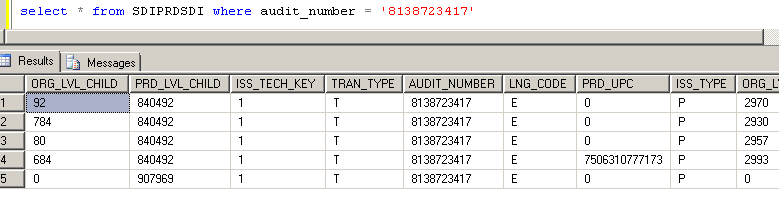 select * from SDIPRDSDI where audit_number = '8138723417'
Results Messages
ORG_LVL_CHILD PRD_LVL_CHILD ISS_TECH_KEY TRAN_TYPE AUDIT_NUMBER LNG_CODE PRD_UPC ISS_TYPE ORG_LV
1 92 840492 1 T 8138723417 E 0 P 2970
2 784 840492 1 T 8138723417 E 0 P 2930
3 80 840492 1 T 8138723417 E 0 P 2957
4 684 840492 1 T 8138723417 E 7506310777173 P 2993
5 0 907969 1 T 8138723417 E 0 P 0